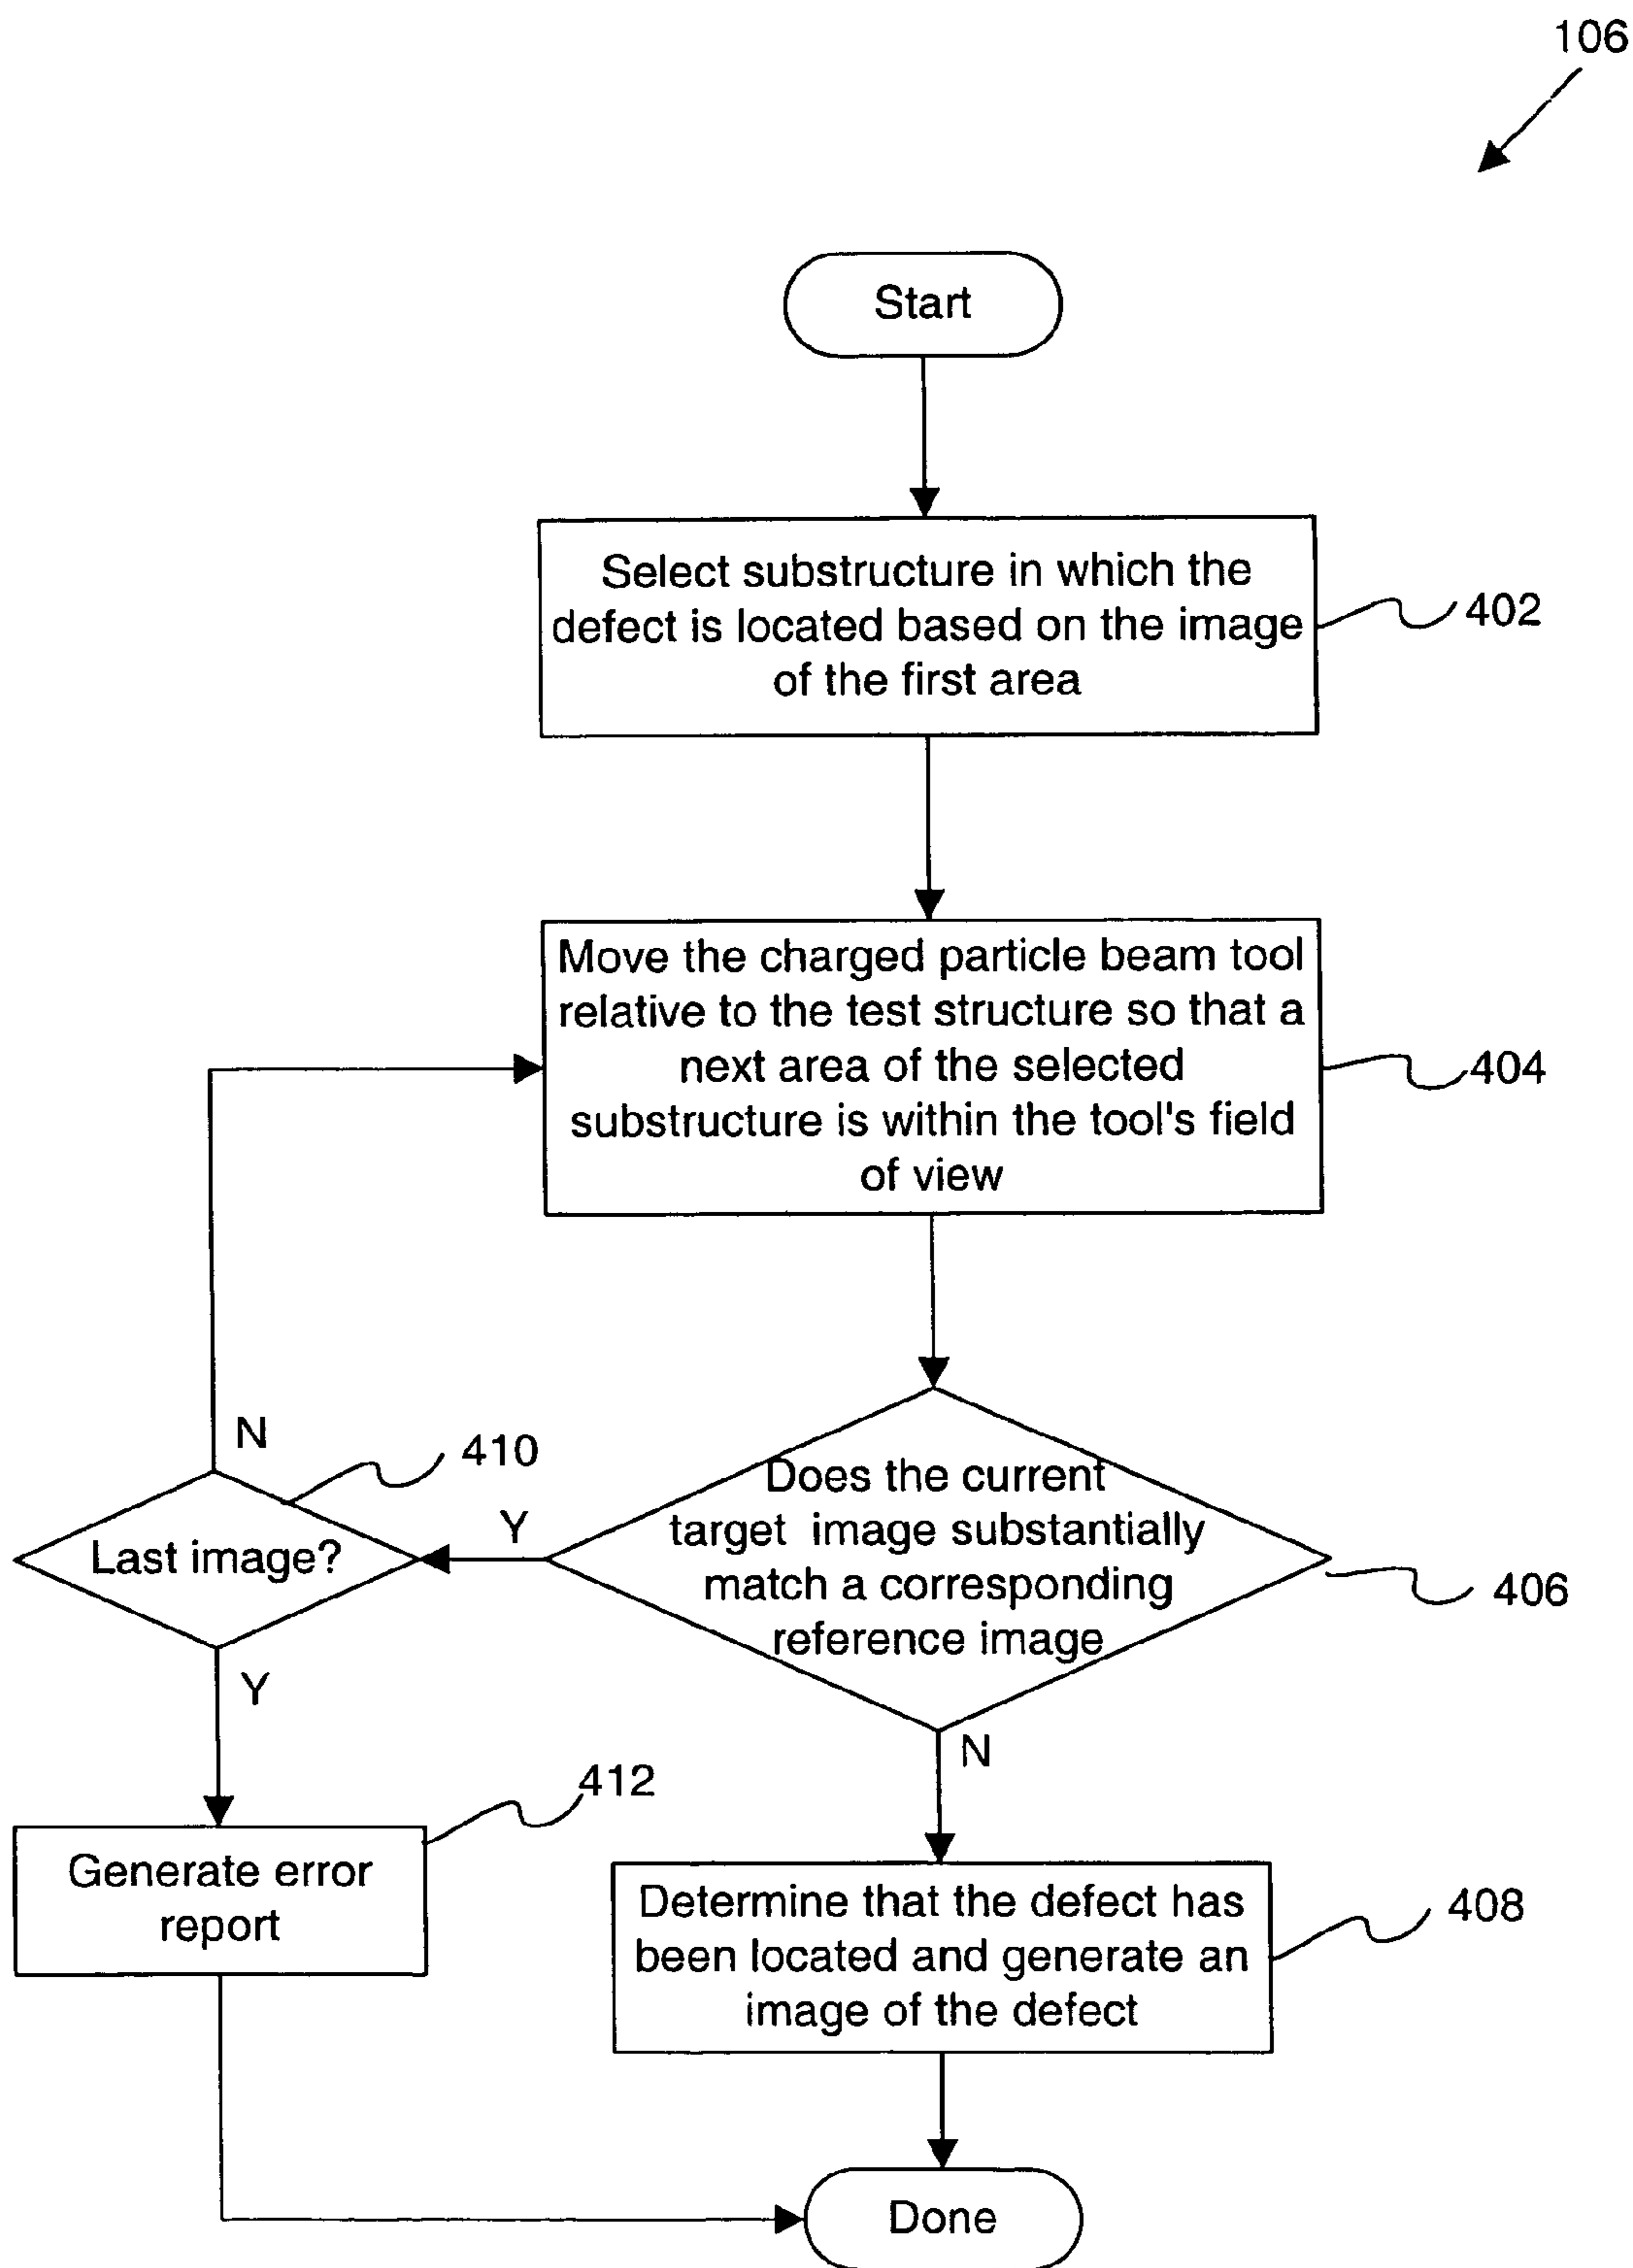 106
Start
Select substructure in which the
defect is located based on the image
of the first area
402
Move the charged particle beam tool
relative to the test structure so that a
next area of the selected
substructure is within the tool's field
of view
404
N
410
Last image?
Y
Does the current
target image substantially
match a corresponding
reference image
406
Y
N
412
Generate error
report
Determine that the defect has
been located and generate an
image of the defect
408
Done